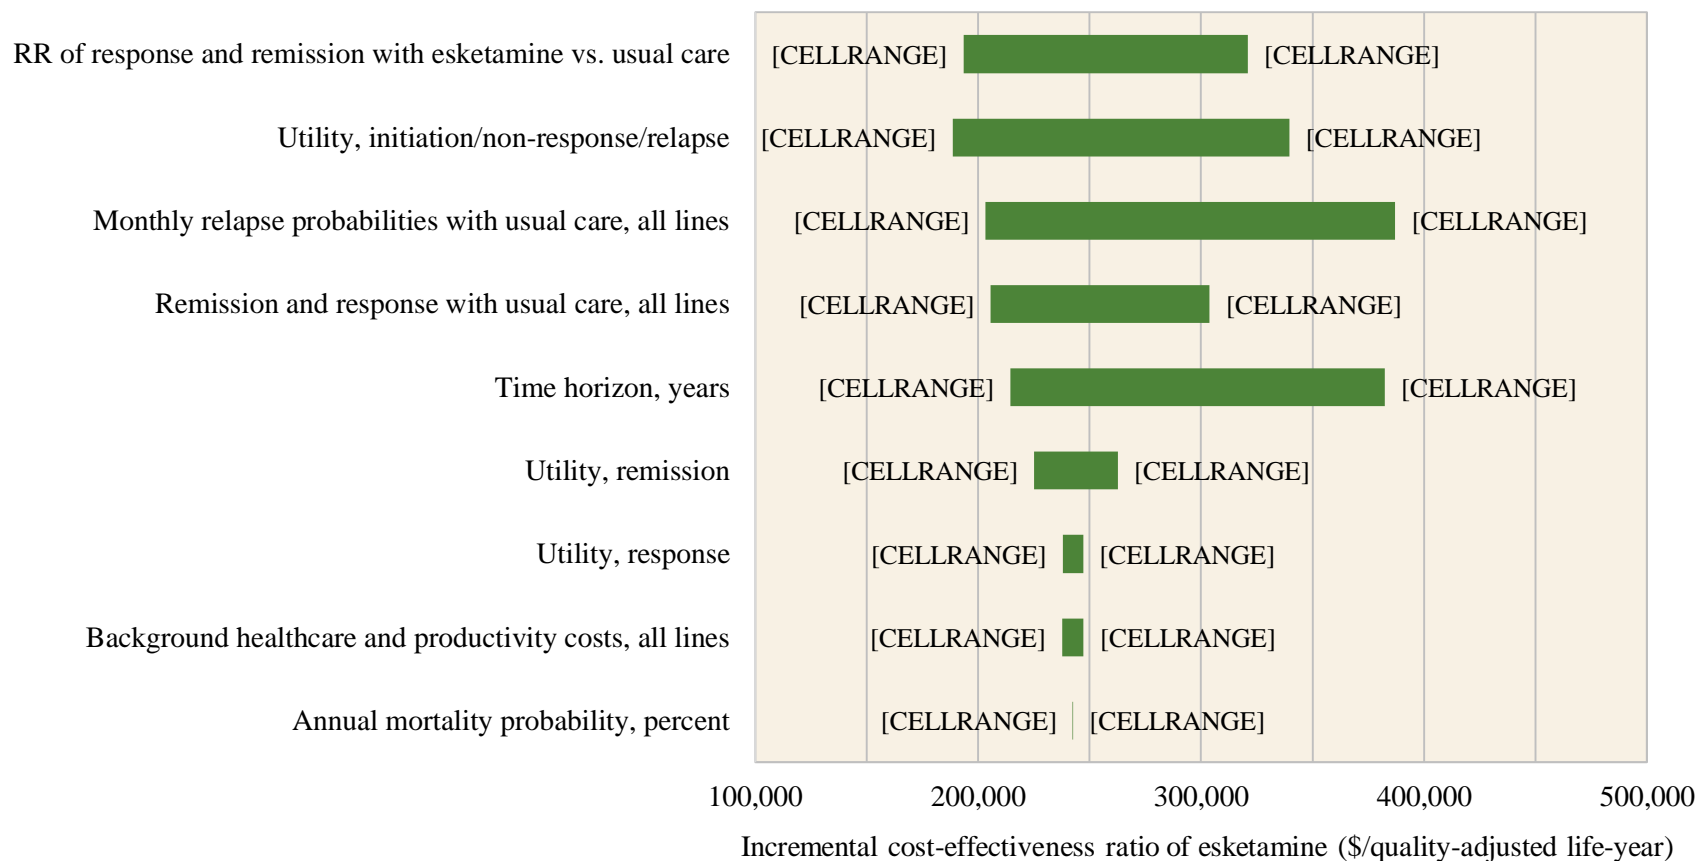 RR of response and remission with esketamine vs. usual care [CELLRANGE] [CELLRANGE]
Utility, initiation/non-response/relapse [CELLRANGE] [CELLRANGE]
Monthly relapse probabilities with usual care, all lines [CELLRANGE] [CELLRANGE]
Remission and response with usual care, all lines [CELLRANGE] [CELLRANGE]
Time horizon, years [CELLRANGE] [CELLRANGE]
Utility, remission [CELLRANGE] [CELLRANGE]
Utility, response [CELLRANGE] [CELLRANGE]
Background healthcare and productivity costs, all lines [CELLRANGE] [CELLRANGE]
Annual mortality probability, percent [CELLRANGE] [CELLRANGE]
100,000 200,000 300,000 400,000 500,000
Incremental cost-effectiveness ratio of esketamine ($/quality-adjusted life-year)